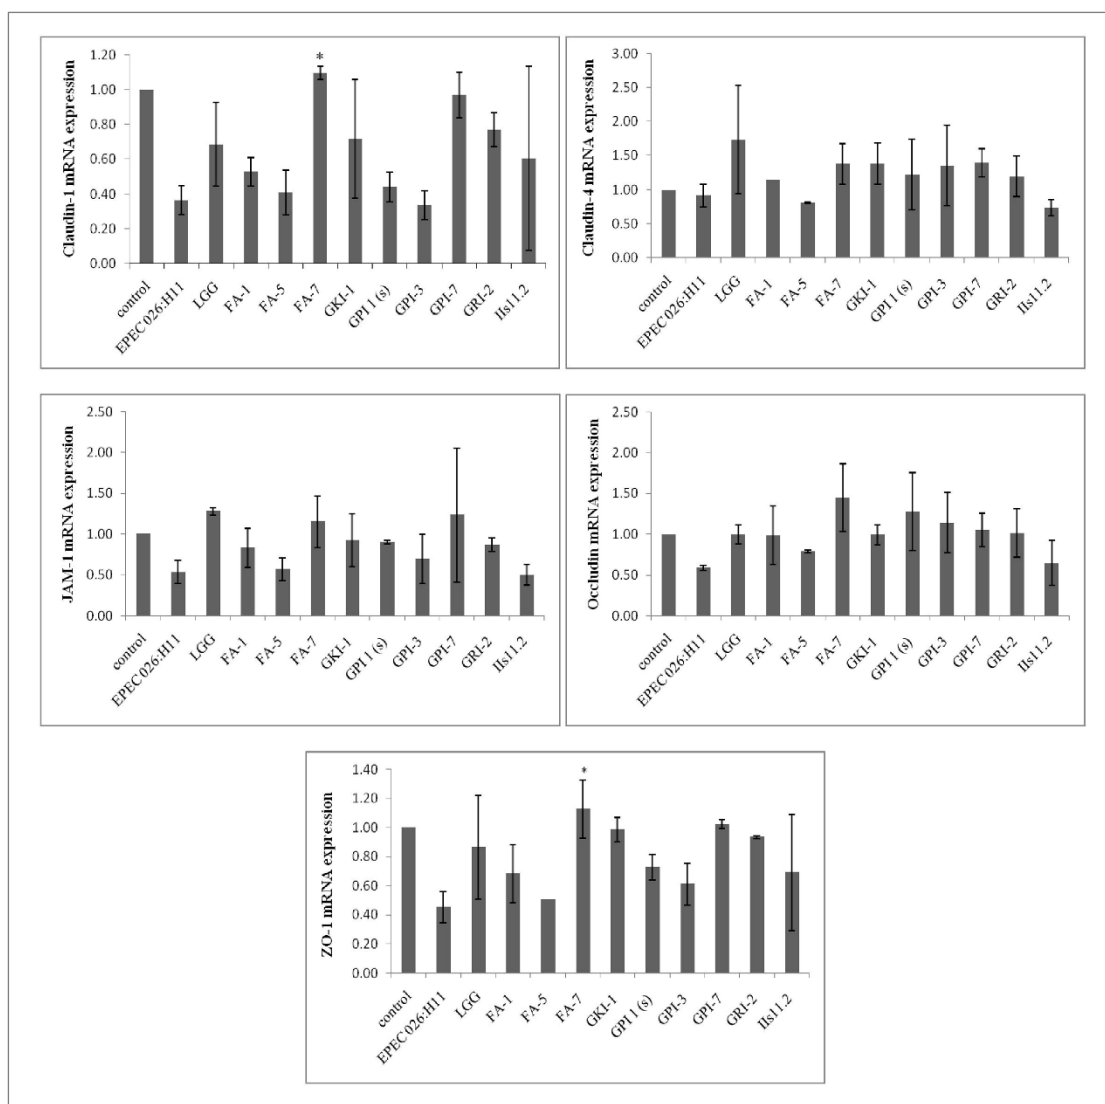 Claudin-1 mRNA expression
1.20
*
1.00
0.80
0.60
0.40
0.20
0.00
control
EPEC 026:H11
LGG
FA-1
FA-5
FA-7
GKI-1
GPI 1 (s)
GPI-3
GPI-7
GRI-2
IIs11.2
Claudin-4 mRNA expression
3.00
2.50
2.00
1.50
1.00
0.50
0.00
control
EPEC 026:H11
LGG
FA-1
FA-5
FA-7
GKI-1
GPI 1 (s)
GPI-3
GPI-7
GRI-2
IIs11.2
JAM-1 mRNA expression
2.50
2.00
1.50
1.00
0.50
0.00
control
EPEC 026:H11
LGG
FA-1
FA-5
FA-7
GKI-1
GPI 1 (s)
GPI-3
GPI-7
GRI-2
IIs11.2
Occludin mRNA expression
2.50
2.00
1.50
1.00
0.50
0.00
control
EPEC 026:H11
LGG
FA-1
FA-5
FA-7
GKI-1
GPI 1 (s)
GPI-3
GPI-7
GRI-2
IIs11.2
ZO-1 mRNA expression
1.40
*
1.20
1.00
0.80
0.60
0.40
0.20
0.00
control
EPEC 026:H11
LGG
FA-1
FA-5
FA-7
GKI-1
GPI 1 (s)
GPI-3
GPI-7
GRI-2
IIs11.2